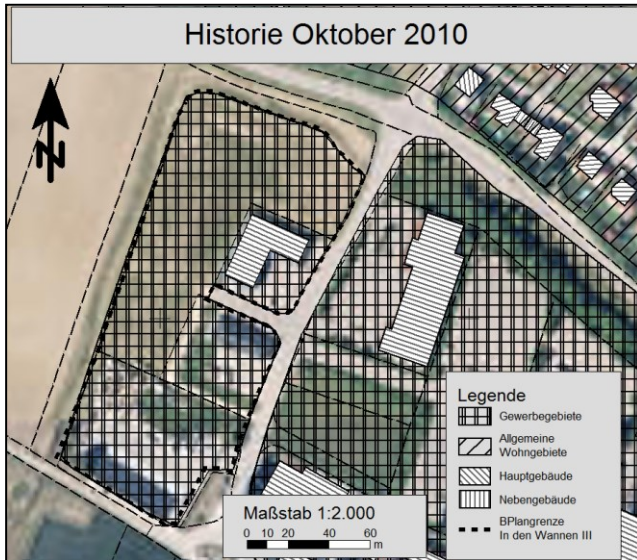 Historie Oktober 2010
N
Legende
Gewerbegebiete
Allgemeine
Wohngebiete
Hauptgebäude
Nebengebäude
BPlangrenze
In den Wannen III
Maßstab 1:2.000
0 10 20 40 60
m